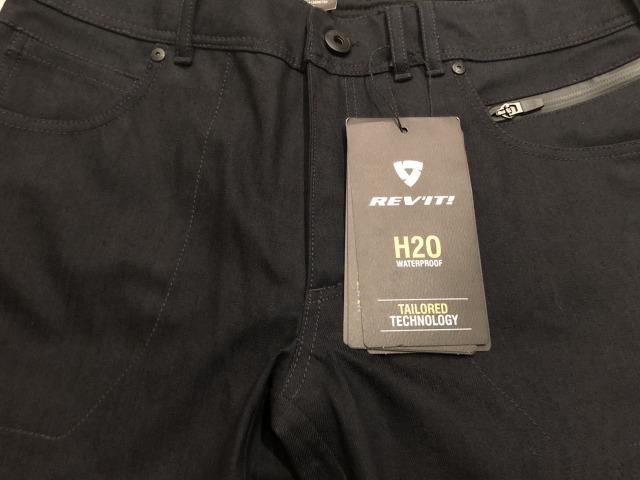 REV'IT!
H2O
WATERPROOF
TAILORED
TECHNOLOGY